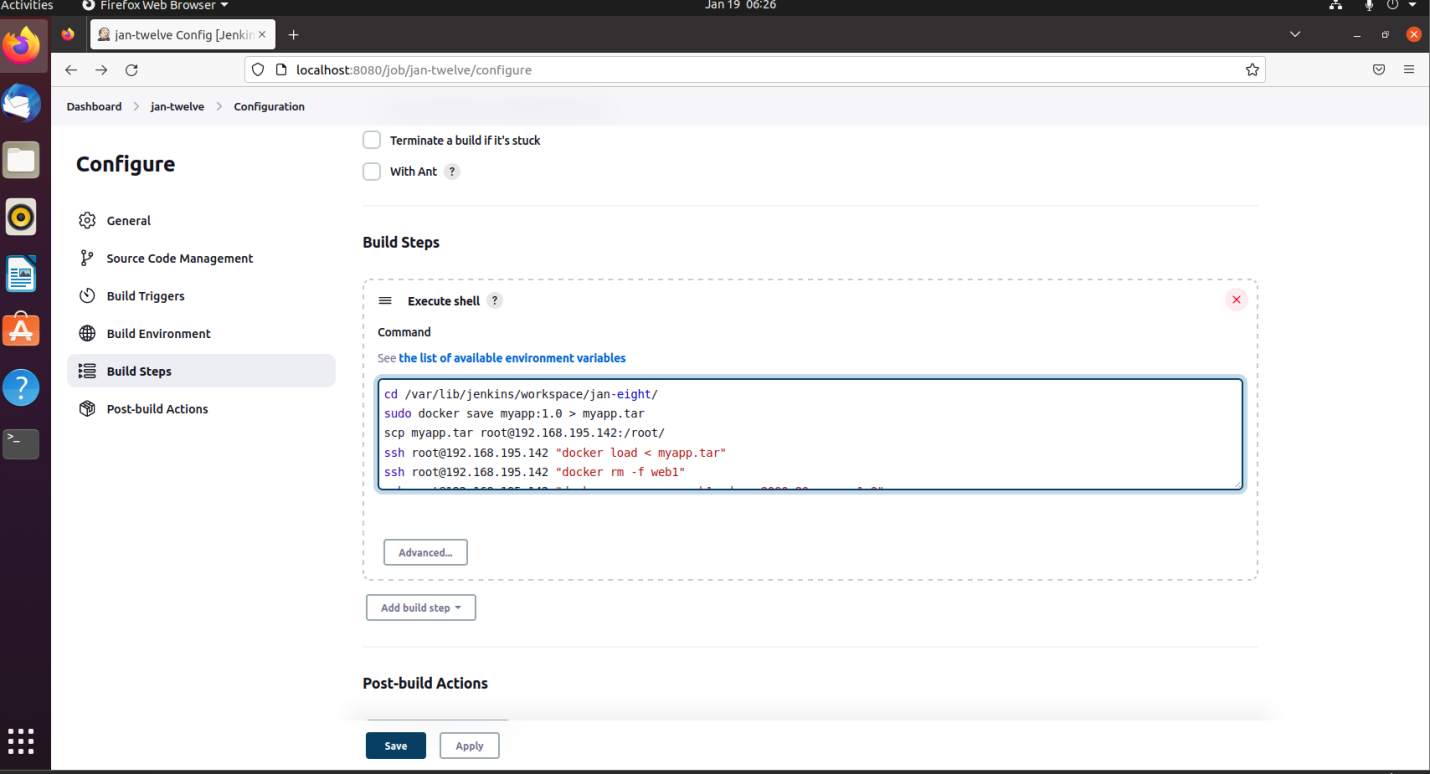 Activities
Firefox Web Browser
Jan 19 06:26
jan-twelve Config [Jenkin
localhost:8080/job/jan-twelve/configure
Dashboard
jan-twelve
Configuration
Configure
General
Source Code Management
Build Triggers
Build Environment
Build Steps
Post-build Actions
Terminate a build if it's stuck
With Ant ?
Build Steps
Execute shell ?
Command
See the list of available environment variables
cd /var/lib/jenkins/workspace/jan-eight/
sudo docker save myapp:1.0 > myapp.tar
scp myapp.tar root@192.168.195.142:/root/
ssh root@192.168.195.142 "docker load < myapp.tar"
ssh root@192.168.195.142 "docker rm -f web1"
Advanced...
Add build step
Post-build Actions
Save
Apply